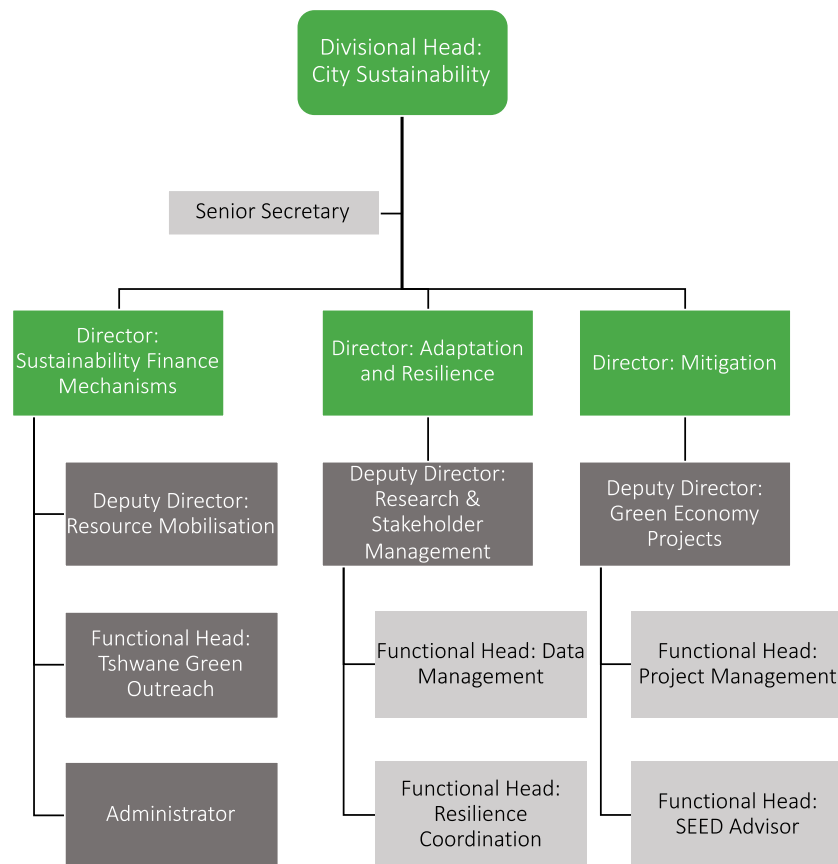 Divisional Head:
City Sustainability
Senior Secretary
Director:
Sustainability Finance
Mechanisms
Director: Adaptation
and Resilience
Director: Mitigation
Deputy Director:
Resource Mobilisation
Deputy Director:
Research &
Stakeholder
Management
Deputy Director:
Green Economy
Projects
Functional Head:
Tshwane Green
Outreach
Functional Head: Data
Management
Functional Head:
Project Management
Administrator
Functional Head:
Resilience
Coordination
Functional Head:
SEED Advisor